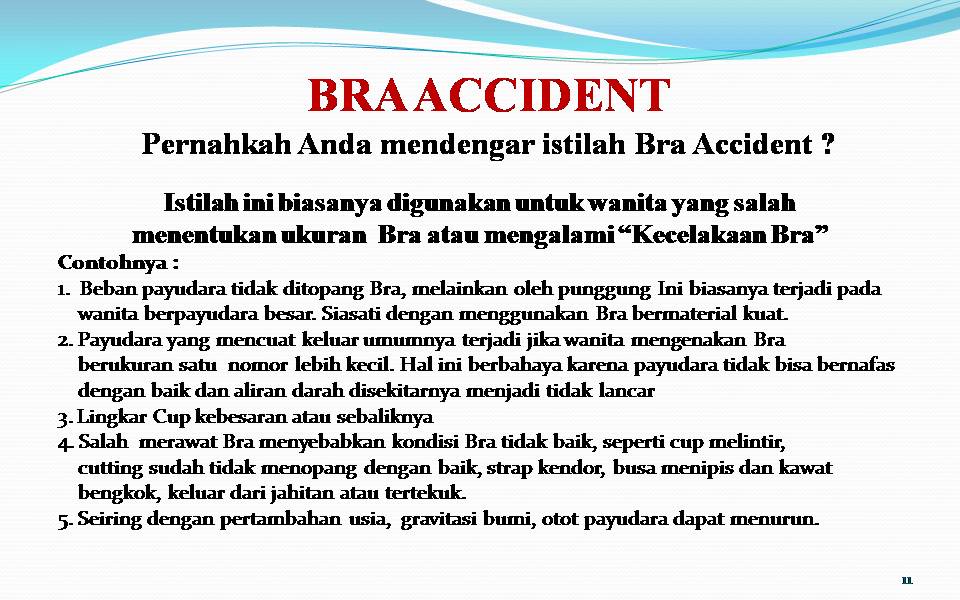 BRA ACCIDENT
Pernahkah Anda mendengar istilah Bra Accident ?
Istilah ini biasanya digunakan untuk wanita yang salah
menentukan ukuran Bra atau mengalami “Kecelakaan Bra”
Contohnya :
1. Beban payudara tidak ditopang Bra, melainkan oleh punggung Ini biasanya terjadi pada
wanita berpayudara besar. Siasati dengan menggunakan Bra bermaterial kuat.
2. Payudara yang mencuat keluar umumnya terjadi jika wanita mengenakan Bra
berukuran satu nomor lebih kecil. Hal ini berbahaya karena payudara tidak bisa bernafas
dengan baik dan aliran darah disekitarnya menjadi tidak lancar
3. Lingkar Cup kebesaran atau sebaliknya
4. Salah merawat Bra menyebabkan kondisi Bra tidak baik, seperti cup melintir,
cutting sudah tidak menopang dengan baik, strap kendor, busa menipis dan kawat
bengkok, keluar dari jahitan atau tertekuk.
5. Seiring dengan pertambahan usia, gravitasi bumi, otot payudara dapat menurun.
11